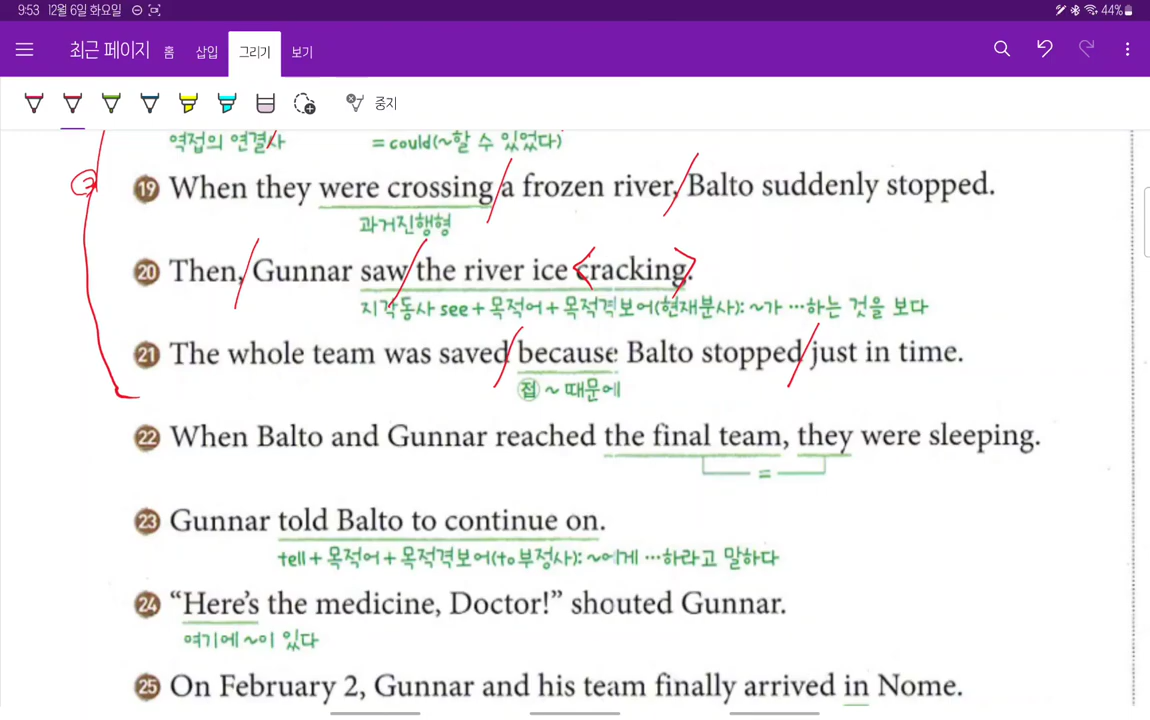 9:53 12월 6일 화요일 44%
최근 페이지 홈 삽입 그리기 보기
중지
역접의 연결사 = could(~할 수 있었다)
⑦
19 When they were crossing a frozen river, Balto suddenly stopped.
과거진행형
20 Then, Gunnar saw the river ice <cracking>.
지각동사 see + 목적어 + 목적격보어(현재분사): ~가 …하는 것을 보다
21 The whole team was saved because Balto stopped just in time.
접 ~ 때문에
22 When Balto and Gunnar reached the final team, they were sleeping.
=
23 Gunnar told Balto to continue on.
tell + 목적어 + 목적격보어(to부정사): ~에게 …하라고 말하다
24 “Here’s the medicine, Doctor!” shouted Gunnar.
여기에 ~이 있다
25 On February 2, Gunnar and his team finally arrived in Nome.